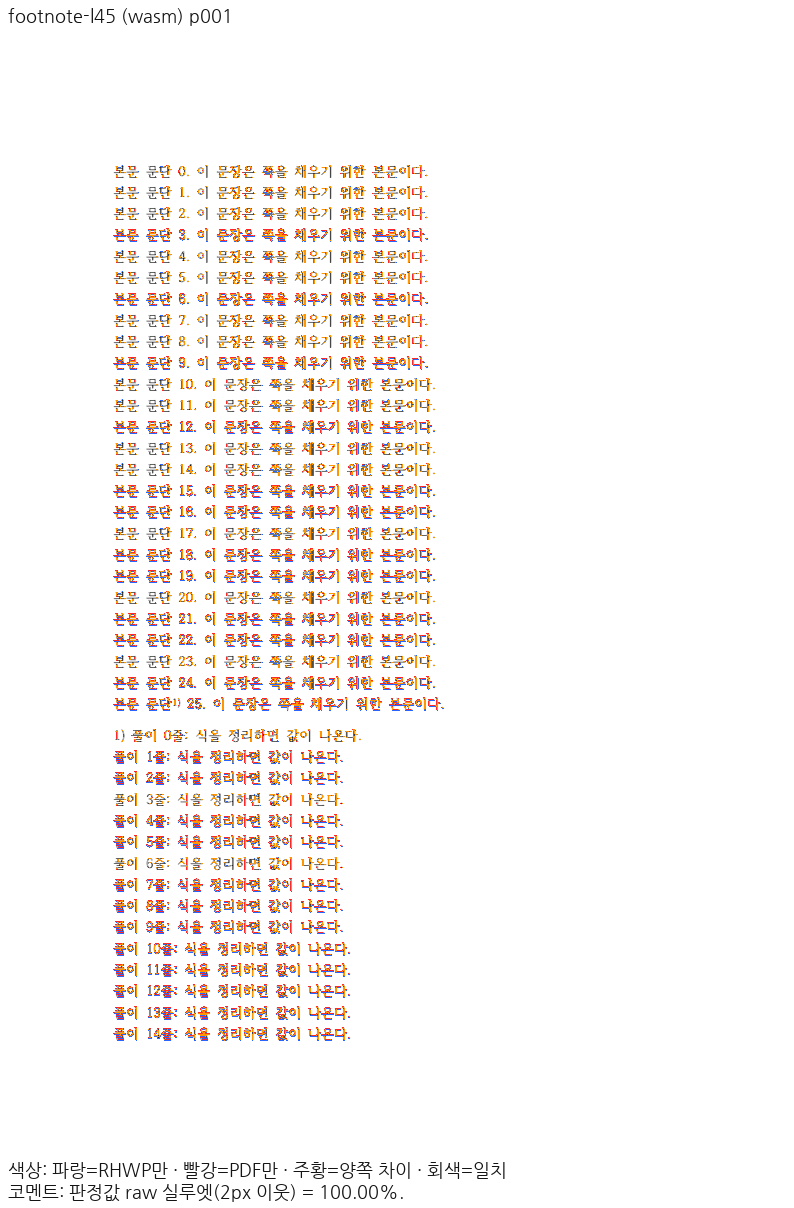 footnote-l45 (wasm) p001
본문 문단 0. 이 문장은 쪽을 채우기 위한 본문이다.
본문 문단 1. 이 문장은 쪽을 채우기 위한 본문이다.
본문 문단 2. 이 문장은 쪽을 채우기 위한 본문이다.
본문 문단 3. 이 문장은 쪽을 채우기 위한 본문이다.
본문 문단 4. 이 문장은 쪽을 채우기 위한 본문이다.
본문 문단 5. 이 문장은 쪽을 채우기 위한 본문이다.
본문 문단 6. 이 문장은 쪽을 채우기 위한 본문이다.
본문 문단 7. 이 문장은 쪽을 채우기 위한 본문이다.
본문 문단 8. 이 문장은 쪽을 채우기 위한 본문이다.
본문 문단 9. 이 문장은 쪽을 채우기 위한 본문이다.
본문 문단 10. 이 문장은 쪽을 채우기 위한 본문이다.
본문 문단 11. 이 문장은 쪽을 채우기 위한 본문이다.
본문 문단 12. 이 문장은 쪽을 채우기 위한 본문이다.
본문 문단 13. 이 문장은 쪽을 채우기 위한 본문이다.
본문 문단 14. 이 문장은 쪽을 채우기 위한 본문이다.
본문 문단 15. 이 문장은 쪽을 채우기 위한 본문이다.
본문 문단 16. 이 문장은 쪽을 채우기 위한 본문이다.
본문 문단 17. 이 문장은 쪽을 채우기 위한 본문이다.
본문 문단 18. 이 문장은 쪽을 채우기 위한 본문이다.
본문 문단 19. 이 문장은 쪽을 채우기 위한 본문이다.
본문 문단 20. 이 문장은 쪽을 채우기 위한 본문이다.
본문 문단 21. 이 문장은 쪽을 채우기 위한 본문이다.
본문 문단 22. 이 문장은 쪽을 채우기 위한 본문이다.
본문 문단 23. 이 문장은 쪽을 채우기 위한 본문이다.
본문 문단 24. 이 문장은 쪽을 채우기 위한 본문이다.
본문 문단1) 25. 이 문장은 쪽을 채우기 위한 본문이다.
1) 풀이 0줄: 식을 정리하면 값이 나온다.
풀이 1줄: 식을 정리하면 값이 나온다.
풀이 2줄: 식을 정리하면 값이 나온다.
풀이 3줄: 식을 정리하면 값이 나온다.
풀이 4줄: 식을 정리하면 값이 나온다.
풀이 5줄: 식을 정리하면 값이 나온다.
풀이 6줄: 식을 정리하면 값이 나온다.
풀이 7줄: 식을 정리하면 값이 나온다.
풀이 8줄: 식을 정리하면 값이 나온다.
풀이 9줄: 식을 정리하면 값이 나온다.
풀이 10줄: 식을 정리하면 값이 나온다.
풀이 11줄: 식을 정리하면 값이 나온다.
풀이 12줄: 식을 정리하면 값이 나온다.
풀이 13줄: 식을 정리하면 값이 나온다.
풀이 14줄: 식을 정리하면 값이 나온다.
색상: 파랑=RHWP만 · 빨강=PDF만 · 주황=양쪽 차이 · 회색=일치
코멘트: 판정값 raw 실루엣(2px 이웃) = 100.00%.